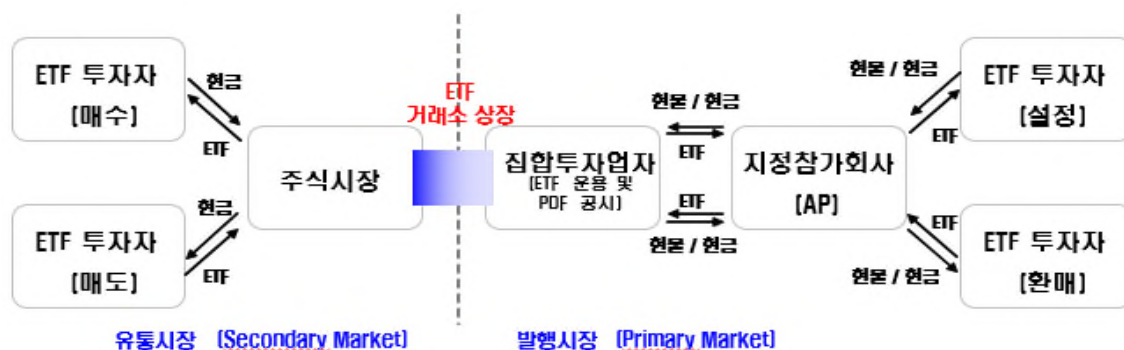 ETF 투자자
[매수]
현금
ETF
ETF 투자자
[매도]
현금
ETF
주식시장
ETF
거래소 상장
집합투자업자
[ETF 운용 및
PDF 공시]
현물 / 현금
ETF
ETF
현물 / 현금
지정참가회사
[AP]
현물 / 현금
ETF
ETF 투자자
[설정]
ETF
현물 / 현금
ETF 투자자
[환매]
유통시장 (Secondary Market)
발행시장 (Primary Market)